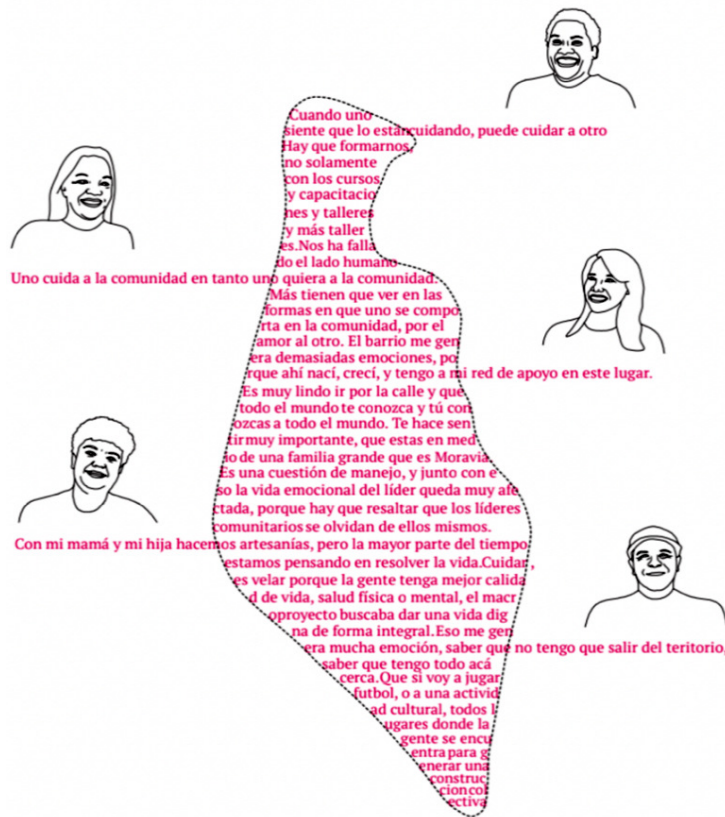 Cuando uno
siente que lo estan cuidando, puede cuidar a otro
Hay que formarnos,
no solamente
con los cursos
y capacitacio
nes y talleres
y más taller
es.Nos ha falla
do el lado humano
Uno cuida a la comunidad en tanto uno quiera a la comunidad.
Más tienen que ver en las
formas en que uno se compo
rta en la comunidad, por el
amor al otro. El barrio me gen
era demasiadas emociones, po
rque ahí nací, crecí, y tengo a mi red de apoyo en este lugar.
Es muy lindo ir por la calle y que
todo el mundo te conozca y tú con
ozcas a todo el mundo. Te hace sen
tir muy importante, que estas en med
io de una familia grande que es Moravia.
Es una cuestión de manejo, y junto con e
so la vida emocional del líder queda muy afe
ctada, porque hay que resaltar que los líderes
comunitarios se olvidan de ellos mismos.
Con mi mamá y mi hija hacemos artesanías, pero la mayor parte del tiempo
estamos pensando en resolver la vida.Cuidar,
es velar porque la gente tenga mejor calida
d de vida, salud física o mental, el macr
oproyecto buscaba dar una vida dig
na de forma integral.Eso me gen
era mucha emoción, saber que no tengo que salir del teritorio,
saber que tengo todo acá
cerca.Que si voy a jugar
futbol, o a una activid
ad cultural, todos l
ugares donde la
gente se encu
entra para g
enerar una
construc
cion col
ectiva